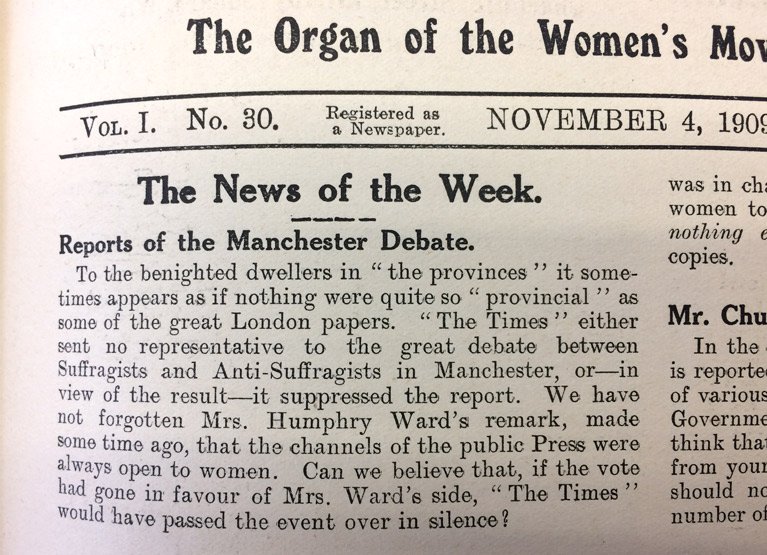 The Organ of the Women's
VOL. I. No. 30. Registered as a Newspaper. NOVEMBER 4, 1909
The News of the Week.
Reports of the Manchester Debate.
To the benighted dwellers in “ the provinces ” it some-
times appears as if nothing were quite so “ provincial ” as
some of the great London papers. “ The Times ” either
sent no representative to the great debate between
Suffragists and Anti-Suffragists in Manchester, or—in
view of the result—it suppressed the report. We have
not forgotten Mrs. Humphry Ward's remark, made
some time ago, that the channels of the public Press were
always open to women. Can we believe that, if the vote
had gone in favour of Mrs. Ward's side, “ The Times ”
would have passed the event over in silence?
was in
women to
nothing
copies.
Mr.
In the
is
of various
think
from your
should
number of